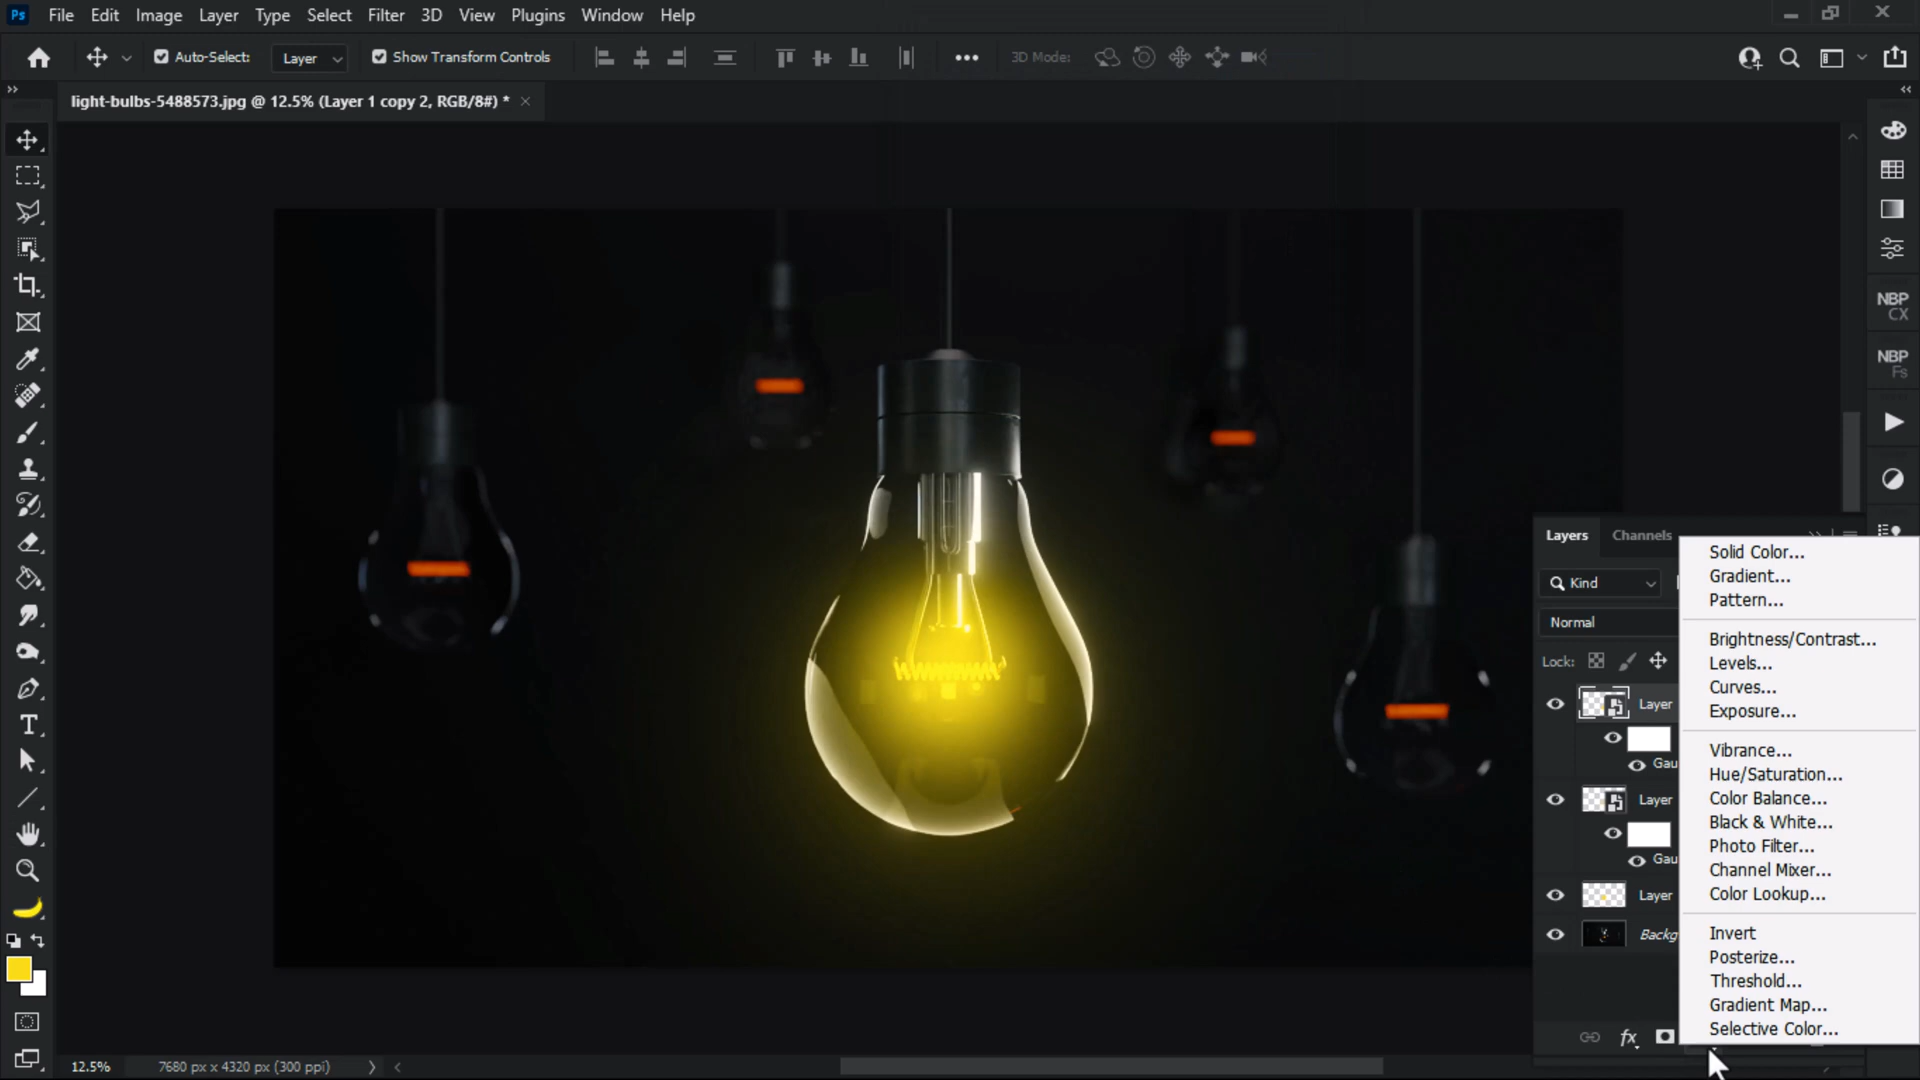 Ps File Edit Image Layer Type Select Filter 3D View Plugins Window Help
Auto-Select: Layer Show Transform Controls 3D Mode:
light-bulbs-5488573.jpg @ 12.5% (Layer 1 copy 2, RGB/8#) *
NBP
CX
NBP
Fs
Layers Channels
Kind
Normal
Lock:
Layer
Gau
Layer
Gau
Layer
Backg
fx
Solid Color...
Gradient...
Pattern...
Brightness/Contrast...
Levels...
Curves...
Exposure...
Vibrance...
Hue/Saturation...
Color Balance...
Black & White...
Photo Filter...
Channel Mixer...
Color Lookup...
Invert
Posterize...
Threshold...
Gradient Map...
Selective Color...
12.5% 7680 px x 4320 px (300 ppi)